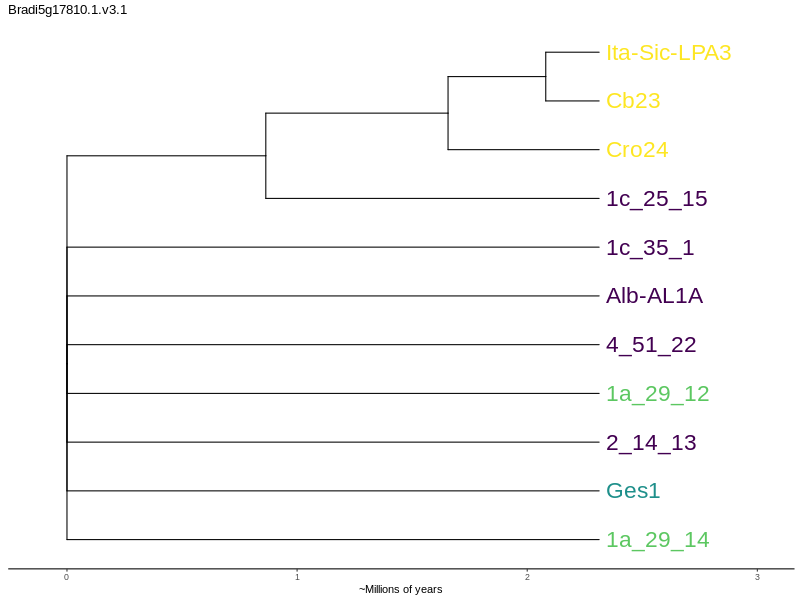 Bradi5g17810.1.v3.1
Ita-Sic-LPA3
Cb23
Cro24
1c_25_15
1c_35_1
Alb-AL1A
4_51_22
1a_29_12
2_14_13
Ges1
1a_29_14
0 1 2 3
~Millions of years